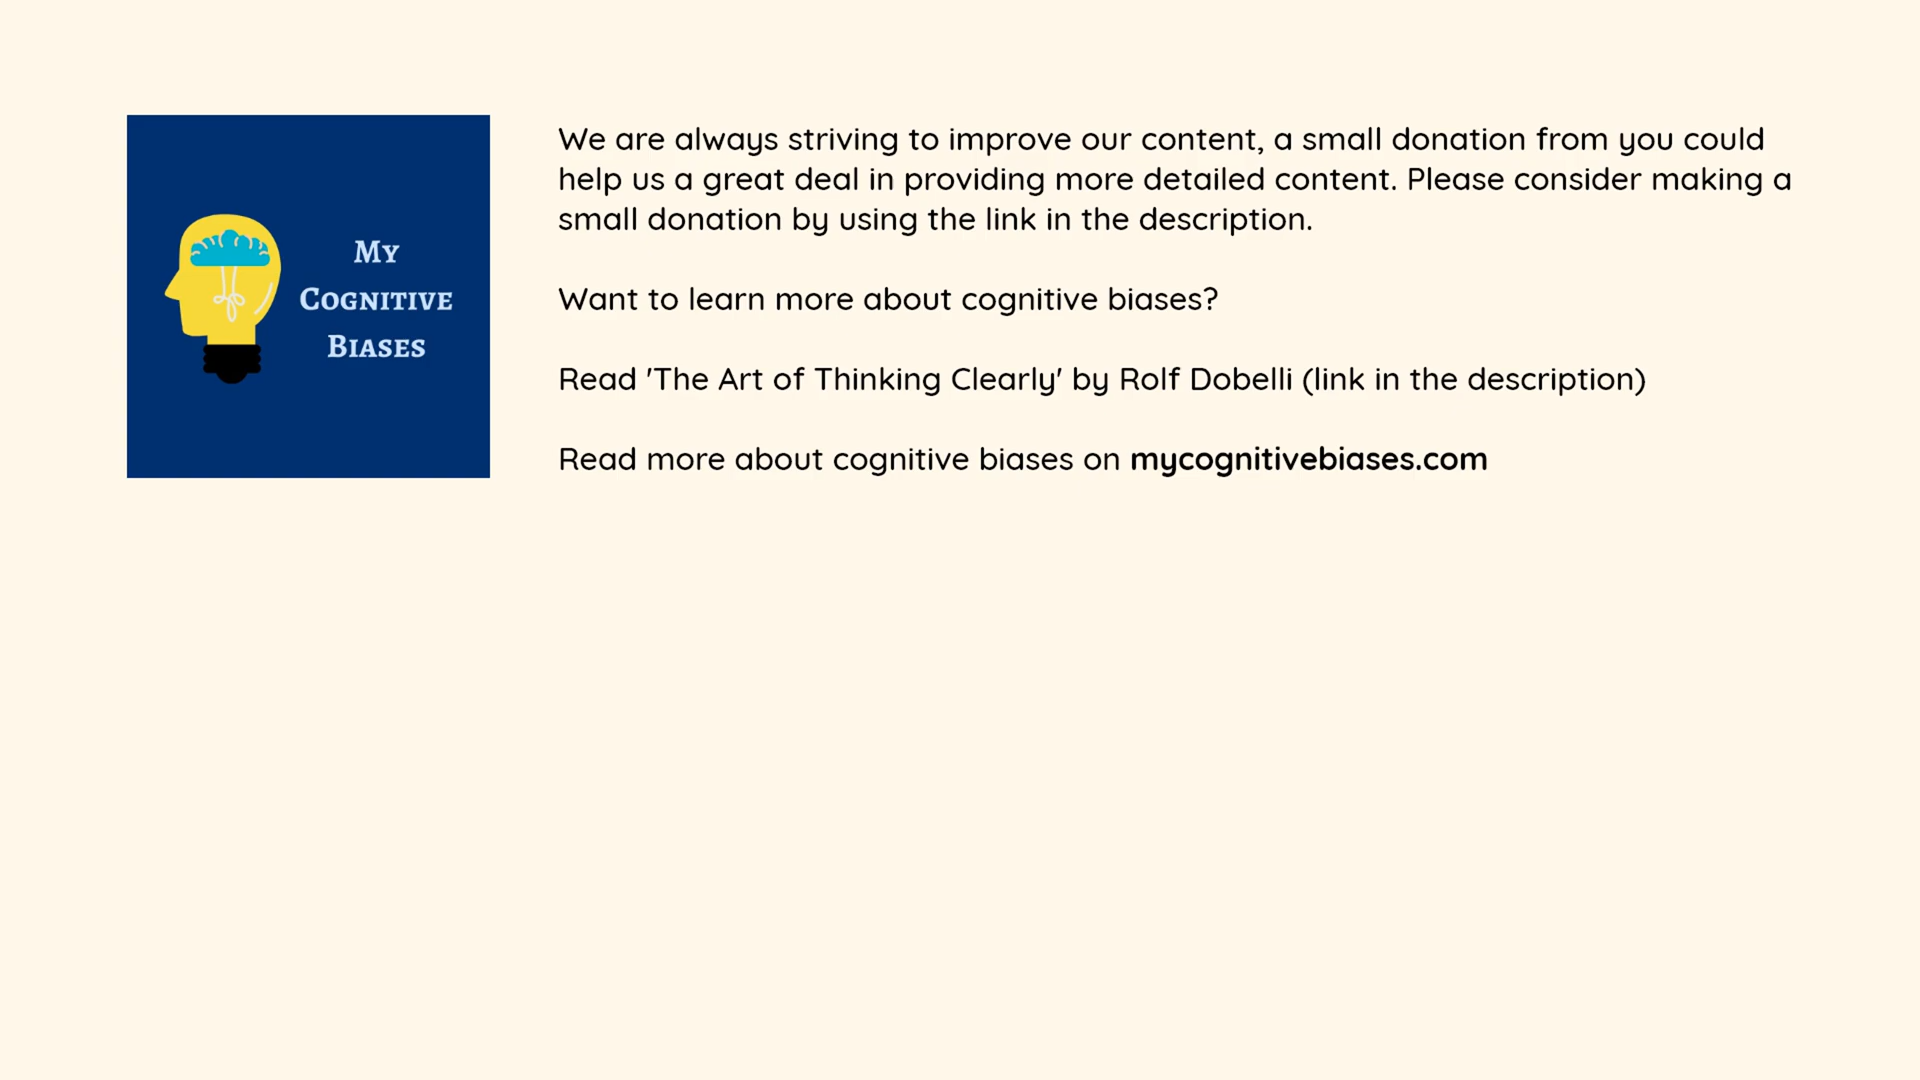 My
Cognitive
Biases
We are always striving to improve our content, a small donation from you could
help us a great deal in providing more detailed content. Please consider making a
small donation by using the link in the description.
Want to learn more about cognitive biases?
Read 'The Art of Thinking Clearly' by Rolf Dobelli (link in the description)
Read more about cognitive biases on mycognitivebiases.com